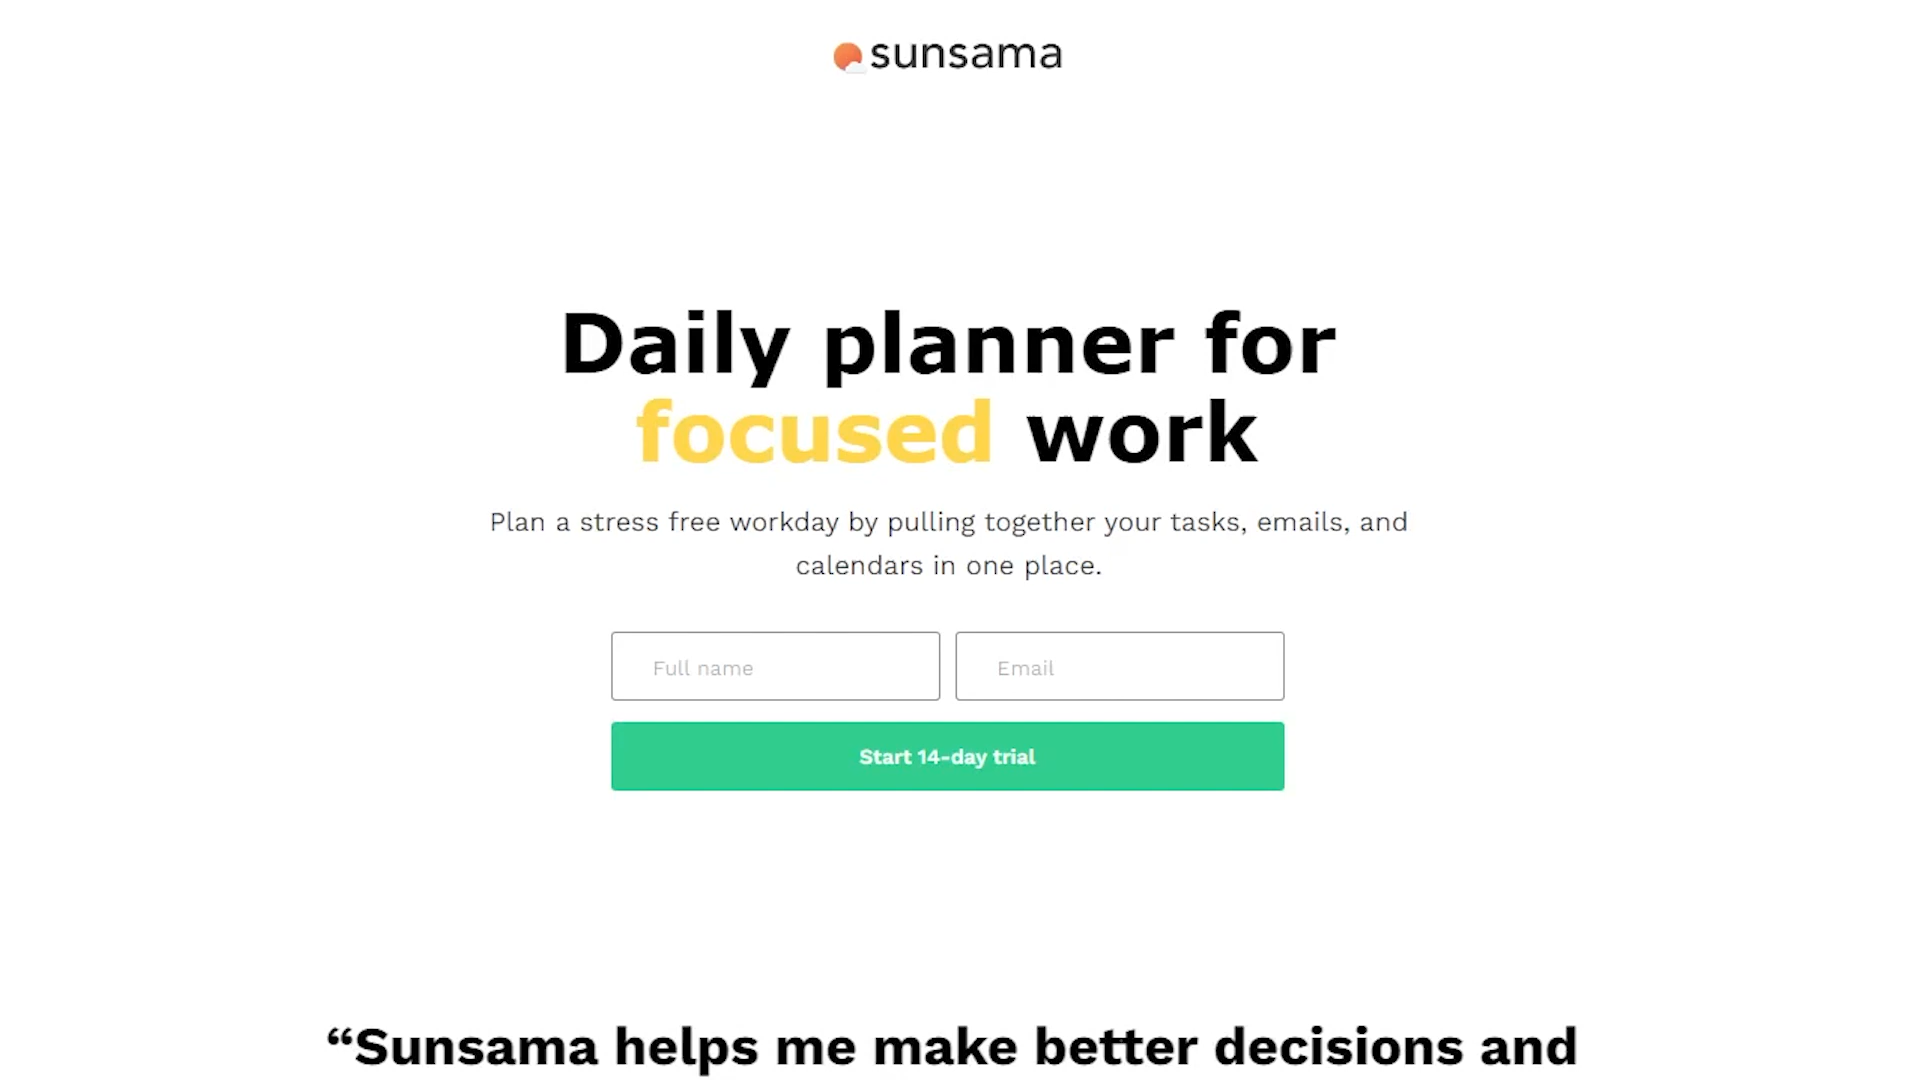 sunsama
Daily planner for
focused work
Plan a stress free workday by pulling together your tasks, emails, and
calendars in one place.
Full name
Email
Start 14-day trial
“Sunsama helps me make better decisions and